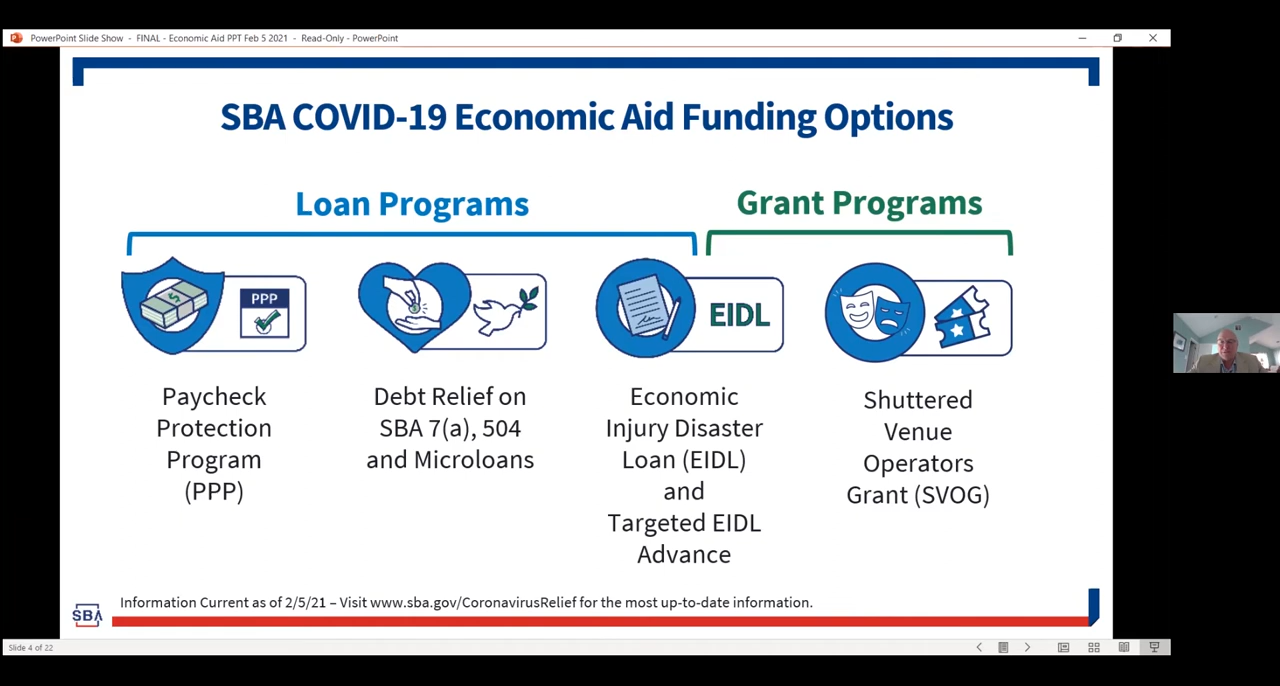 PowerPoint Slide Show - FINAL - Economic Aid PPT Feb 5 2021 - Read-Only - PowerPoint
SBA COVID-19 Economic Aid Funding Options
Loan Programs
Grant Programs
PPP
EIDL
Paycheck
Protection
Program
(PPP)
Debt Relief on
SBA 7(a), 504
and Microloans
Economic
Injury Disaster
Loan (EIDL)
and
Targeted EIDL
Advance
Shuttered
Venue
Operators
Grant (SVOG)
SBA
Information Current as of 2/5/21 – Visit www.sba.gov/CoronavirusRelief for the most up-to-date information.
Slide 4 of 22